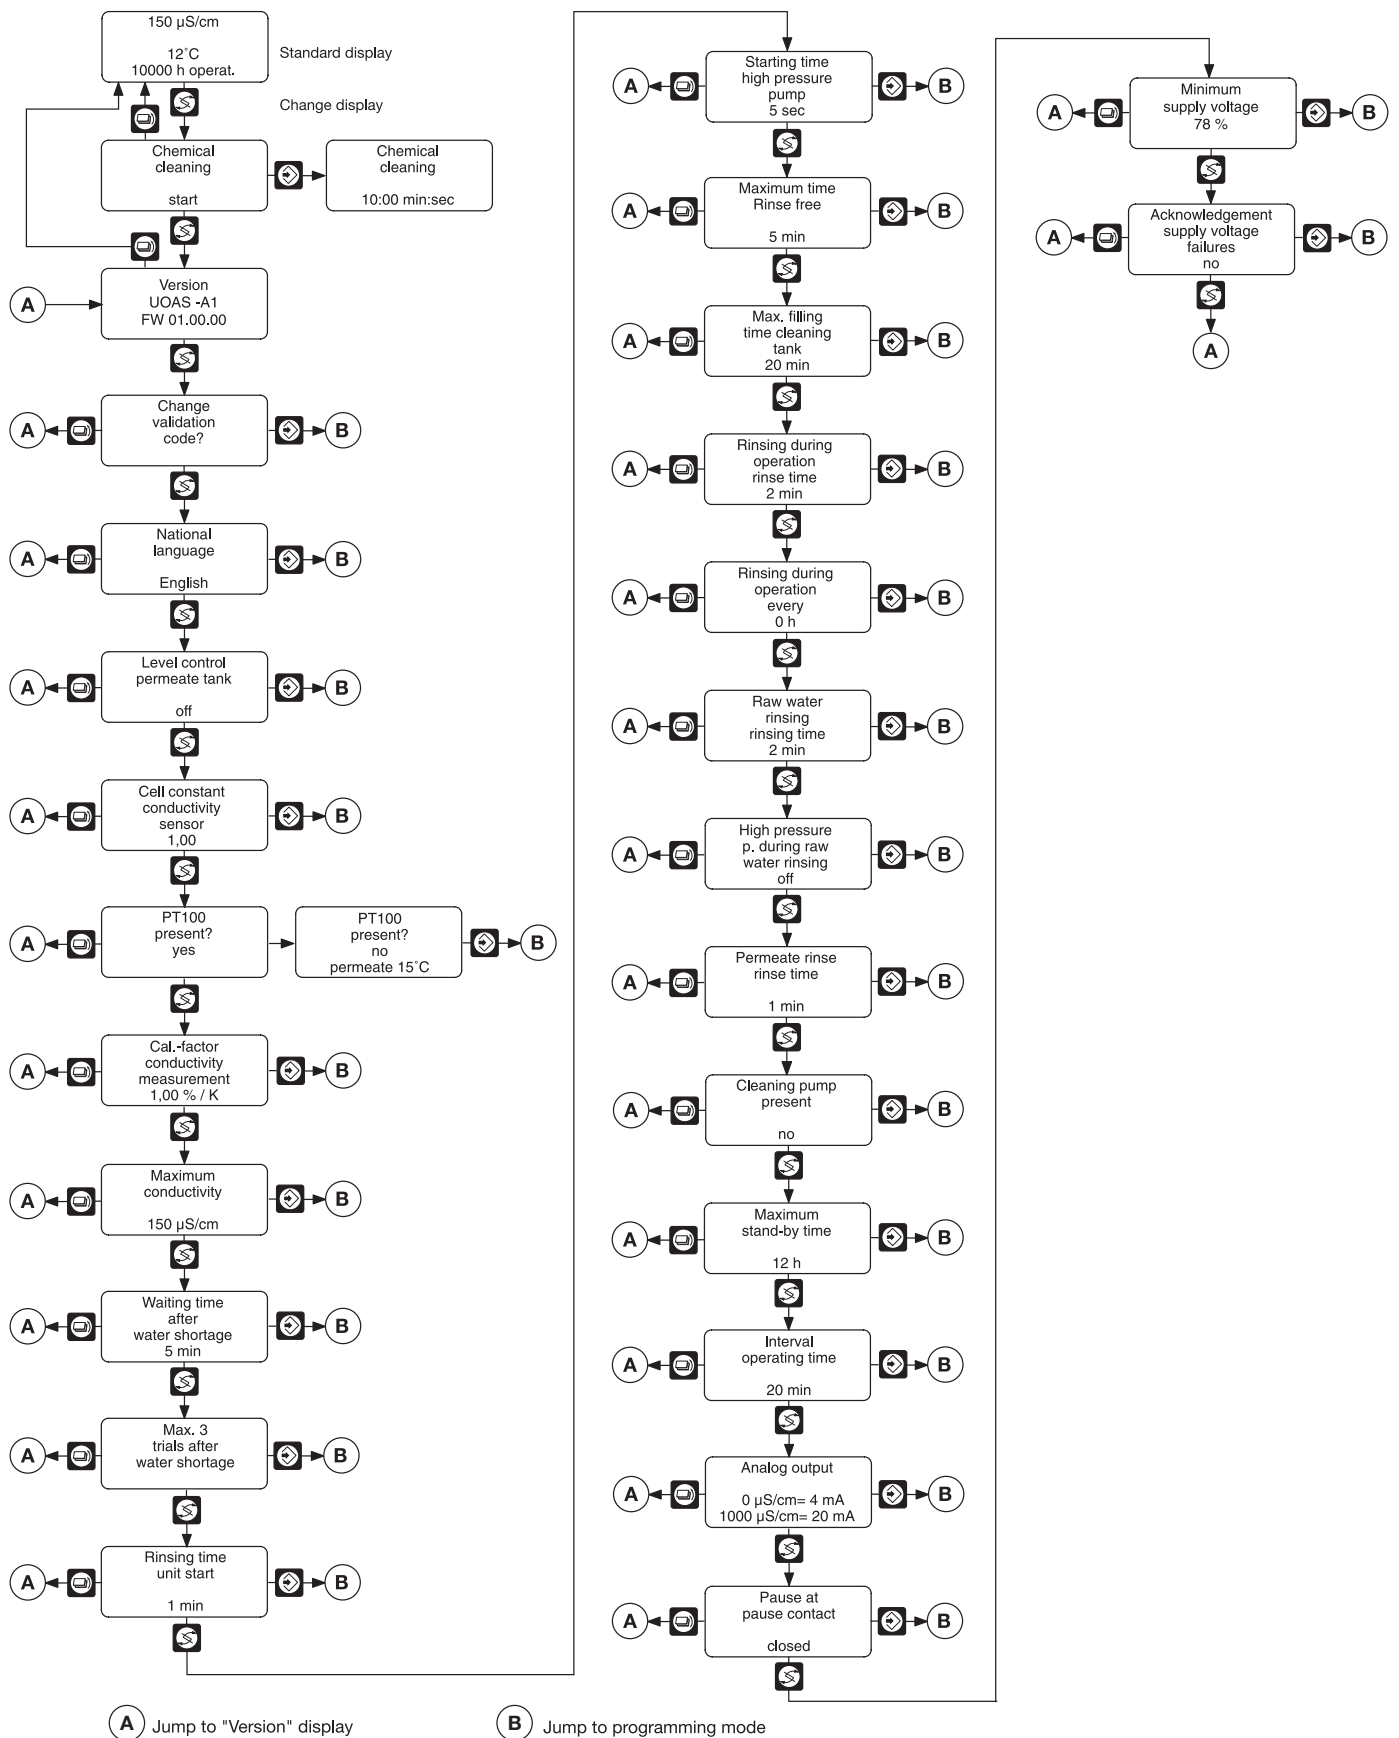 150 µS/cm
12˚C
10000 h operat.
Standard display
Change display
Chemical
cleaning
start
Chemical
cleaning
10:00 min:sec
A
Version
UOAS -A1
FW 01.00.00
A
Change
validation
code?
B
A
National
language
English
B
A
Level control
permeate tank
off
B
A
Cell constant
conductivity
sensor
1,00
B
A
PT100
present?
yes
PT100
present?
no
permeate 15˚C
B
A
Cal.-factor
conductivity
measurement
1,00 % / K
B
A
Maximum
conductivity
150 µS/cm
B
A
Waiting time
after
water shortage
5 min
B
A
Max. 3
trials after
water shortage
B
A
Rinsing time
unit start
1 min
B
A
Starting time
high pressure
pump
5 sec
B
A
Maximum time
Rinse free
5 min
B
A
Max. filling
time cleaning
tank
20 min
B
A
Rinsing during
operation
rinse time
2 min
B
A
Rinsing during
operation
every
0 h
B
A
Raw water
rinsing
rinsing time
2 min
B
A
High pressure
p. during raw
water rinsing
off
B
A
Permeate rinse
rinse time
1 min
B
A
Cleaning pump
present
no
B
A
Maximum
stand-by time
12 h
B
A
Interval
operating time
20 min
B
A
Analog output
0 µS/cm= 4 mA
1000 µS/cm= 20 mA
B
A
Pause at
pause contact
closed
B
A
Minimum
supply voltage
78 %
B
A
Acknowledgement
supply voltage
failures
no
B
A
A Jump to "Version" display
B Jump to programming mode